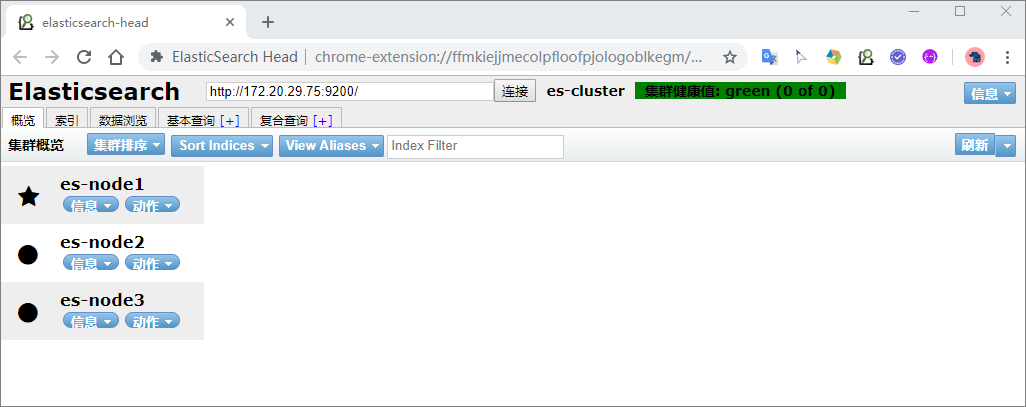 elasticsearch-head
ElasticSearch Head | chrome-extension://ffmkiejjmecolpfloofpjologoblkegm/...
Elasticsearch http://172.20.29.75:9200/ 连接 es-cluster 集群健康值: green (0 of 0) 信息
概览 索引 数据浏览 基本查询 [+] 复合查询 [+]
集群概览 集群排序 Sort Indices View Aliases Index Filter 刷新
es-node1
信息 动作
es-node2
信息 动作
es-node3
信息 动作